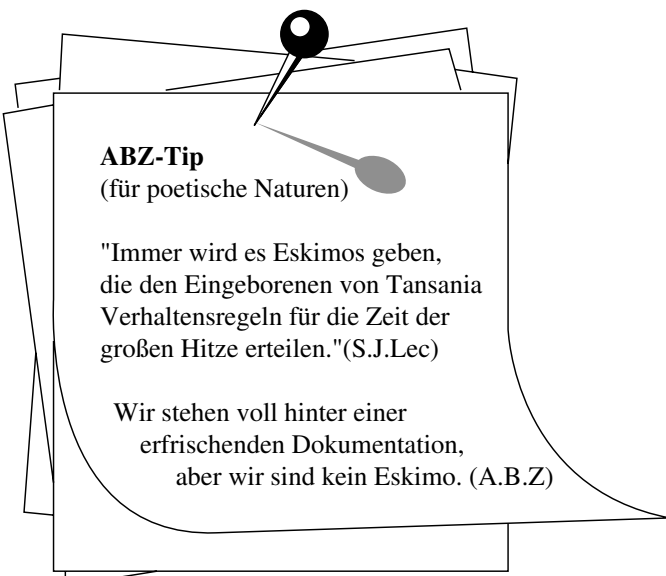 ABZ-Tip
(für poetische Naturen)
"Immer wird es Eskimos geben,
die den Eingeborenen von Tansania
Verhaltensregeln für die Zeit der
großen Hitze erteilen."(S.J.Lec)
Wir stehen voll hinter einer
erfrischenden Dokumentation,
aber wir sind kein Eskimo. (A.B.Z)